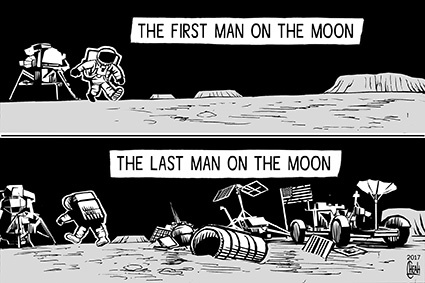 THE FIRST MAN ON THE MOON
THE LAST MAN ON THE MOON
2017